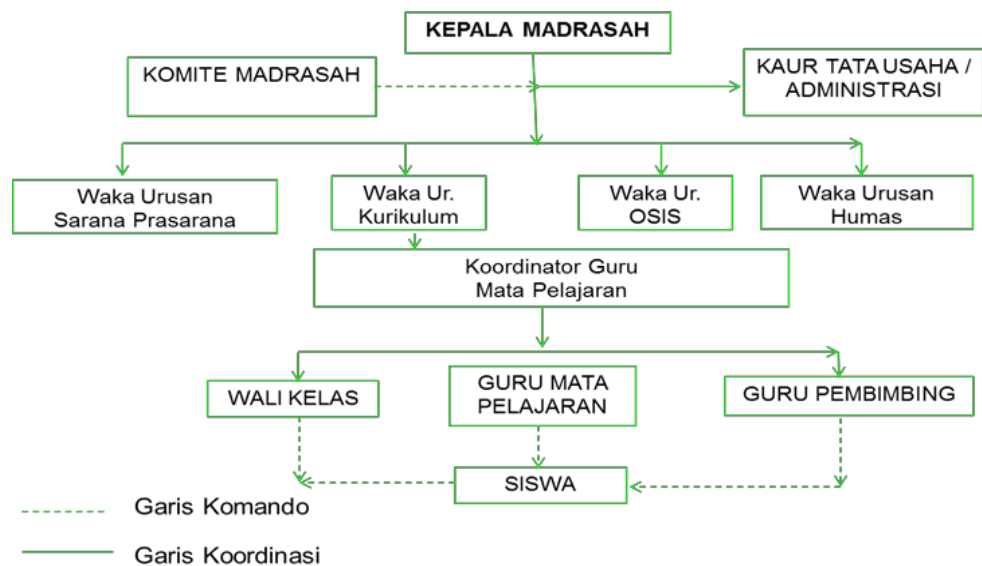 KEPALA MADRASAH
KOMITE MADRASAH
KAUR TATA USAHA /
ADMINISTRASI
Waka Urusan
Sarana Prasarana
Waka Ur.
Kurikulum
Waka Ur.
OSIS
Waka Urusan
Humas
Koordinator Guru
Mata Pelajaran
WALI KELAS
GURU MATA
PELAJARAN
GURU PEMBIMBING
SISWA
Garis Komando
Garis Koordinasi